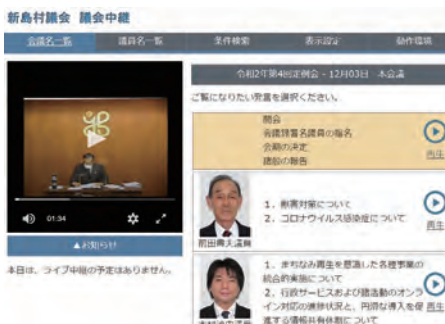 新島村議会 議会中継
会議名一覧
議員名一覧
条件検索
表示設定
動作環境
01:34
▲お知らせ
本日は、ライブ中継の予定はありません。
令和2年第4回定例会 - 12月03日 本会議
ご覧になりたい発言を選択ください。
開会
会議録署名議員の指名
会期の決定
諸般の報告
再生
前田
議員
1. 獣害対策について
2. コロナウイルス感染症について
再生
1. まちなみ再生を意識した各種事業の
統合的実施について
2. 行政サービスおよび諸活動のオンラ
イン対応の進捗状況と、円滑な導入を促
進する情報共有体制について
再生